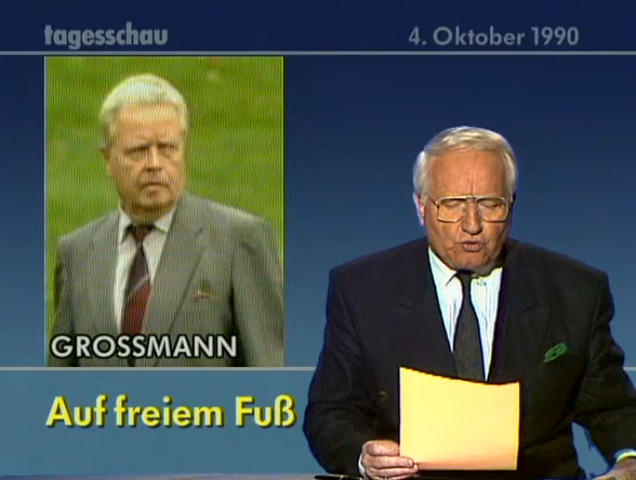 tagesschau
4. Oktober 1990
GROSSMANN
Auf freiem Fuß